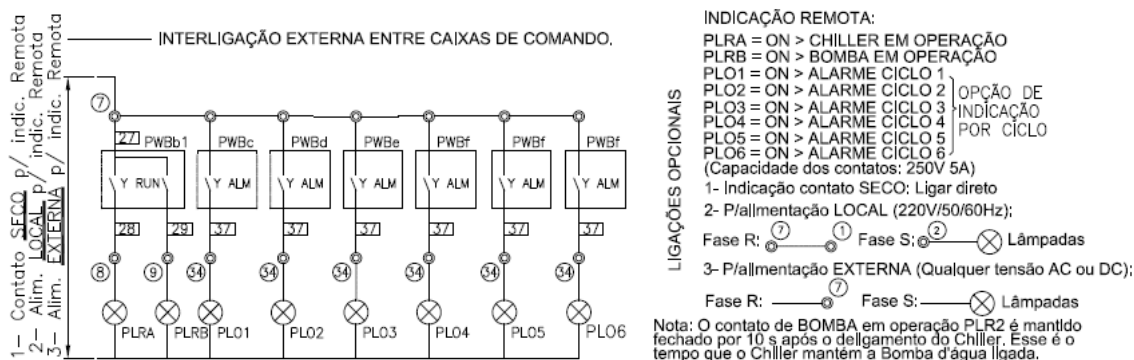 1- Contato SECO p/ indic. Remota
2- Alim. LOCAL p/ indic. Remota
3- Alim. EXTERNA p/ indic. Remota
INTERLIGAÇÃO EXTERNA ENTRE CAIXAS DE COMANDO.
7
27 PWBb1 PWBc PWBd PWBe PWBf PWBf PWBf
Y RUN Y ALM Y ALM Y ALM Y ALM Y ALM Y ALM
28 29 37 37 37 37 37 37
8 9 34 34 34 34 34 34
PLRA PLRB PLO1 PLO2 PLO3 PLO4 PLO5 PLO6
LIGAÇÕES OPCIONAIS
INDICAÇÃO REMOTA:
PLRA = ON > CHILLER EM OPERAÇÃO
PLRB = ON > BOMBA EM OPERAÇÃO
PLO1 = ON > ALARME CICLO 1
PLO2 = ON > ALARME CICLO 2
PLO3 = ON > ALARME CICLO 3
PLO4 = ON > ALARME CICLO 4
PLO5 = ON > ALARME CICLO 5
PLO6 = ON > ALARME CICLO 6
OPÇÃO DE
INDICAÇÃO
POR CICLO
(Capacidade dos contatos: 250V 5A)
1- Indicação contato SECO: Ligar direto
2- P/alimentação LOCAL (220V/50/60Hz);
Fase R: 7 1 Fase S: 2 Lâmpadas
3- P/alimentação EXTERNA (Qualquer tensão AC ou DC);
Fase R: 7 Fase S: Lâmpadas
Nota: O contato de BOMBA em operação PLR2 é mantido
fechado por 10 s após o deligamento do Chiller. Esse é o
tempo que o Chiller mantém a Bomba d'água ligada.